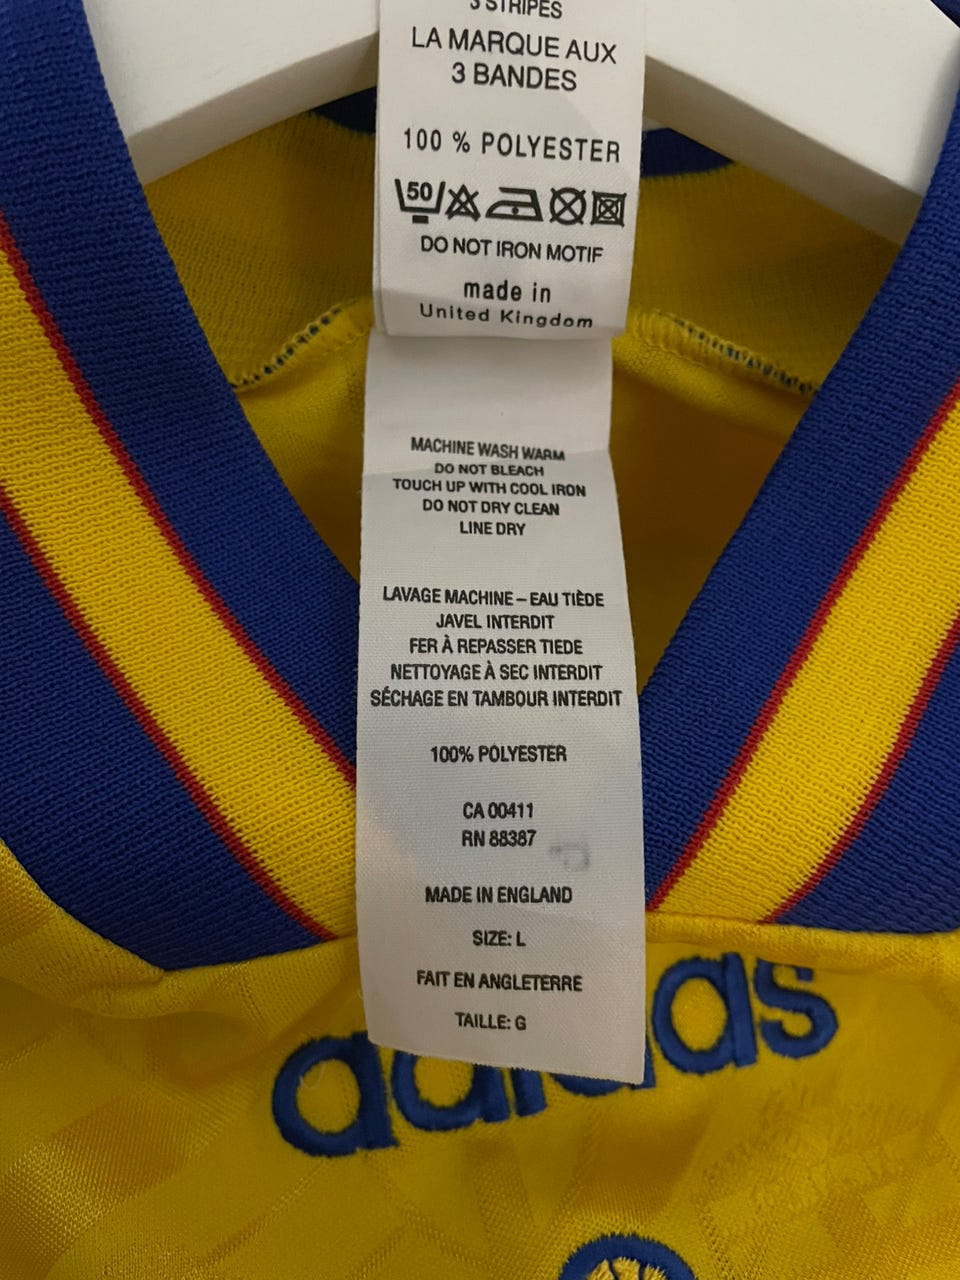 3 STRIPES
LA MARQUE AUX
3 BANDES
100 % POLYESTER
50
DO NOT IRON MOTIF
made in
United Kingdom
MACHINE WASH WARM
DO NOT BLEACH
TOUCH UP WITH COOL IRON
DO NOT DRY CLEAN
LINE DRY
LAVAGE MACHINE – EAU TIÈDE
JAVEL INTERDIT
FER À REPASSER TIEDE
NETTOYAGE À SEC INTERDIT
SÉCHAGE EN TAMBOUR INTERDIT
100% POLYESTER
CA 00411
RN 88387
MADE IN ENGLAND
SIZE: L
FAIT EN ANGLETERRE
TAILLE: G
adidas